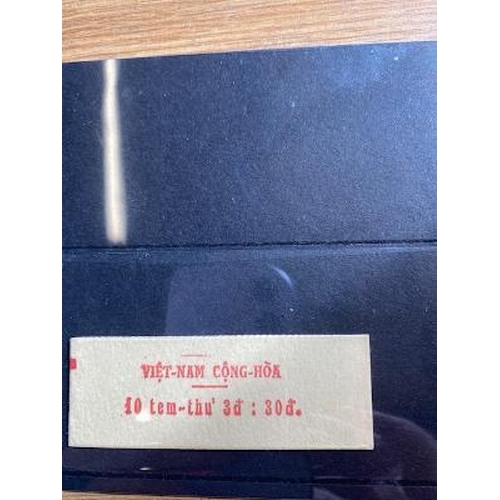 VIỆT-NAM CỘNG-HÒA
10 tem-thư 3đ : 30đ.